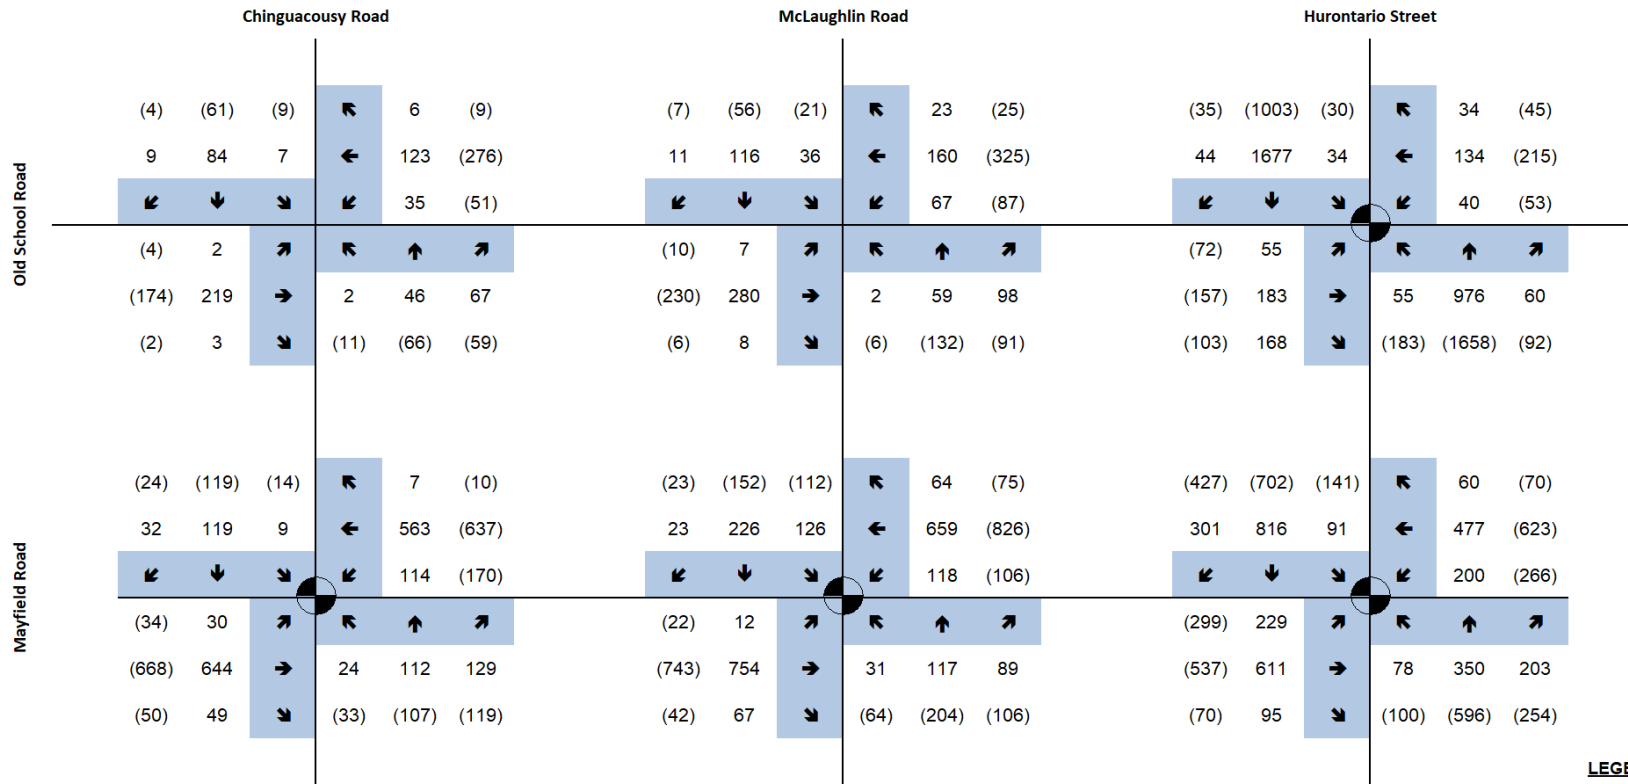 Chinguacousy Road McLaughlin Road Hurontario Street
(4) (61) (9) 6 (9) (7) (56) (21) 23 (25) (35) (1003) (30) 34 (45)
9 84 7 123 (276) 11 116 36 160 (325) 44 1677 34 134 (215)
35 (51) 67 (87) 40 (53)
Old School Road
(4) 2 (10) 7 (72) 55
(174) 219 2 46 67 (230) 280 2 59 98 (157) 183 55 976 60
(2) 3 (11) (66) (59) (6) 8 (6) (132) (91) (103) 168 (183) (1658) (92)
(24) (119) (14) 7 (10) (23) (152) (112) 64 (75) (427) (702) (141) 60 (70)
32 119 9 563 (637) 23 226 126 659 (826) 301 816 91 477 (623)
114 (170) 118 (106) 200 (266)
Mayfield Road
(34) 30 (22) 12 (299) 229
(668) 644 24 112 129 (743) 754 31 117 89 (537) 611 78 350 203
(50) 49 (33) (107) (119) (42) 67 (64) (204) (106) (70) 95 (100) (596) (254)